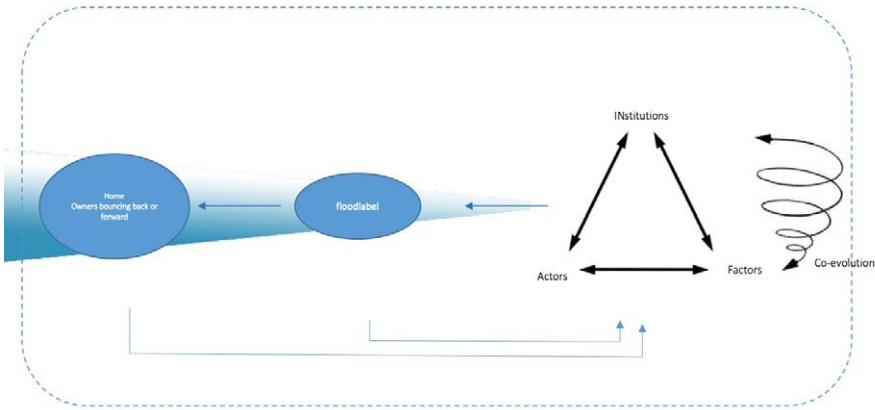 INstitutions
Home
Owners bouncing back or
forward
floodlabel
Actors
Factors
Co-evolution